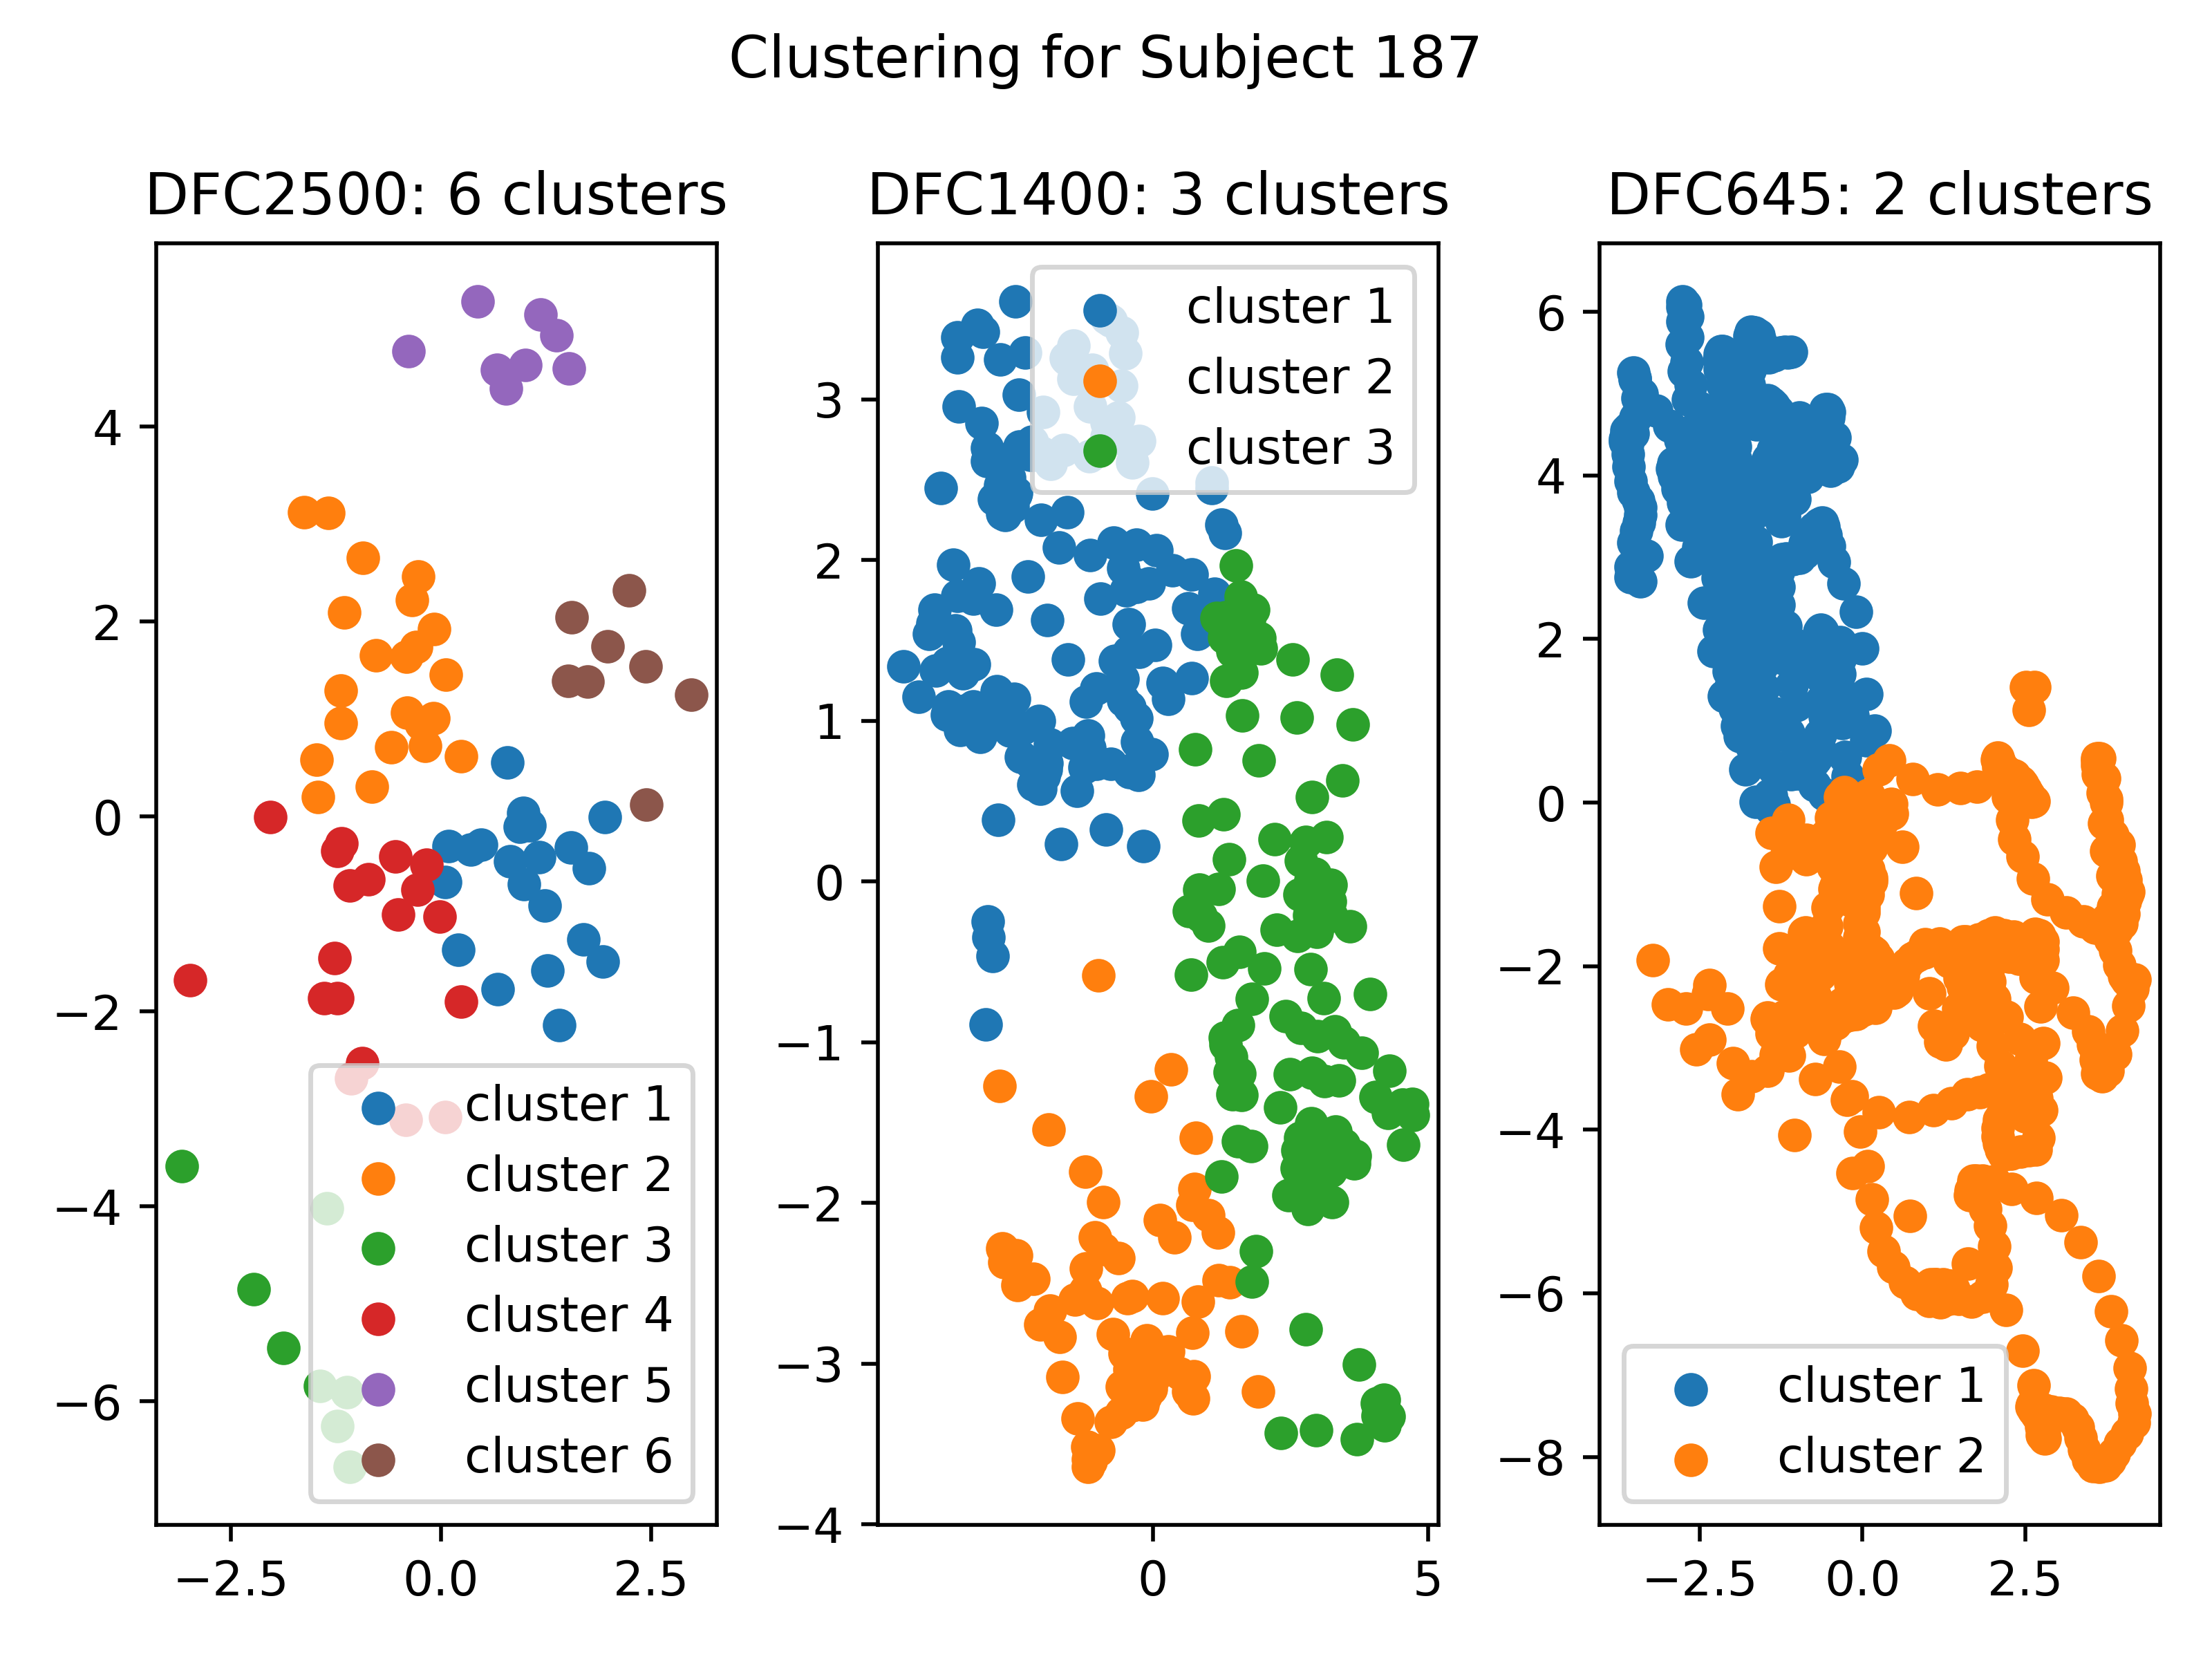 Clustering for Subject 187
DFC2500: 6 clusters
4
2
0
−2
−4
−6
−2.5 0.0 2.5
cluster 1
cluster 2
cluster 3
cluster 4
cluster 5
cluster 6
DFC1400: 3 clusters
3
2
1
0
−1
−2
−3
−4
0 5
cluster 1
cluster 2
cluster 3
DFC645: 2 clusters
6
4
2
0
−2
−4
−6
−8
−2.5 0.0 2.5
cluster 1
cluster 2